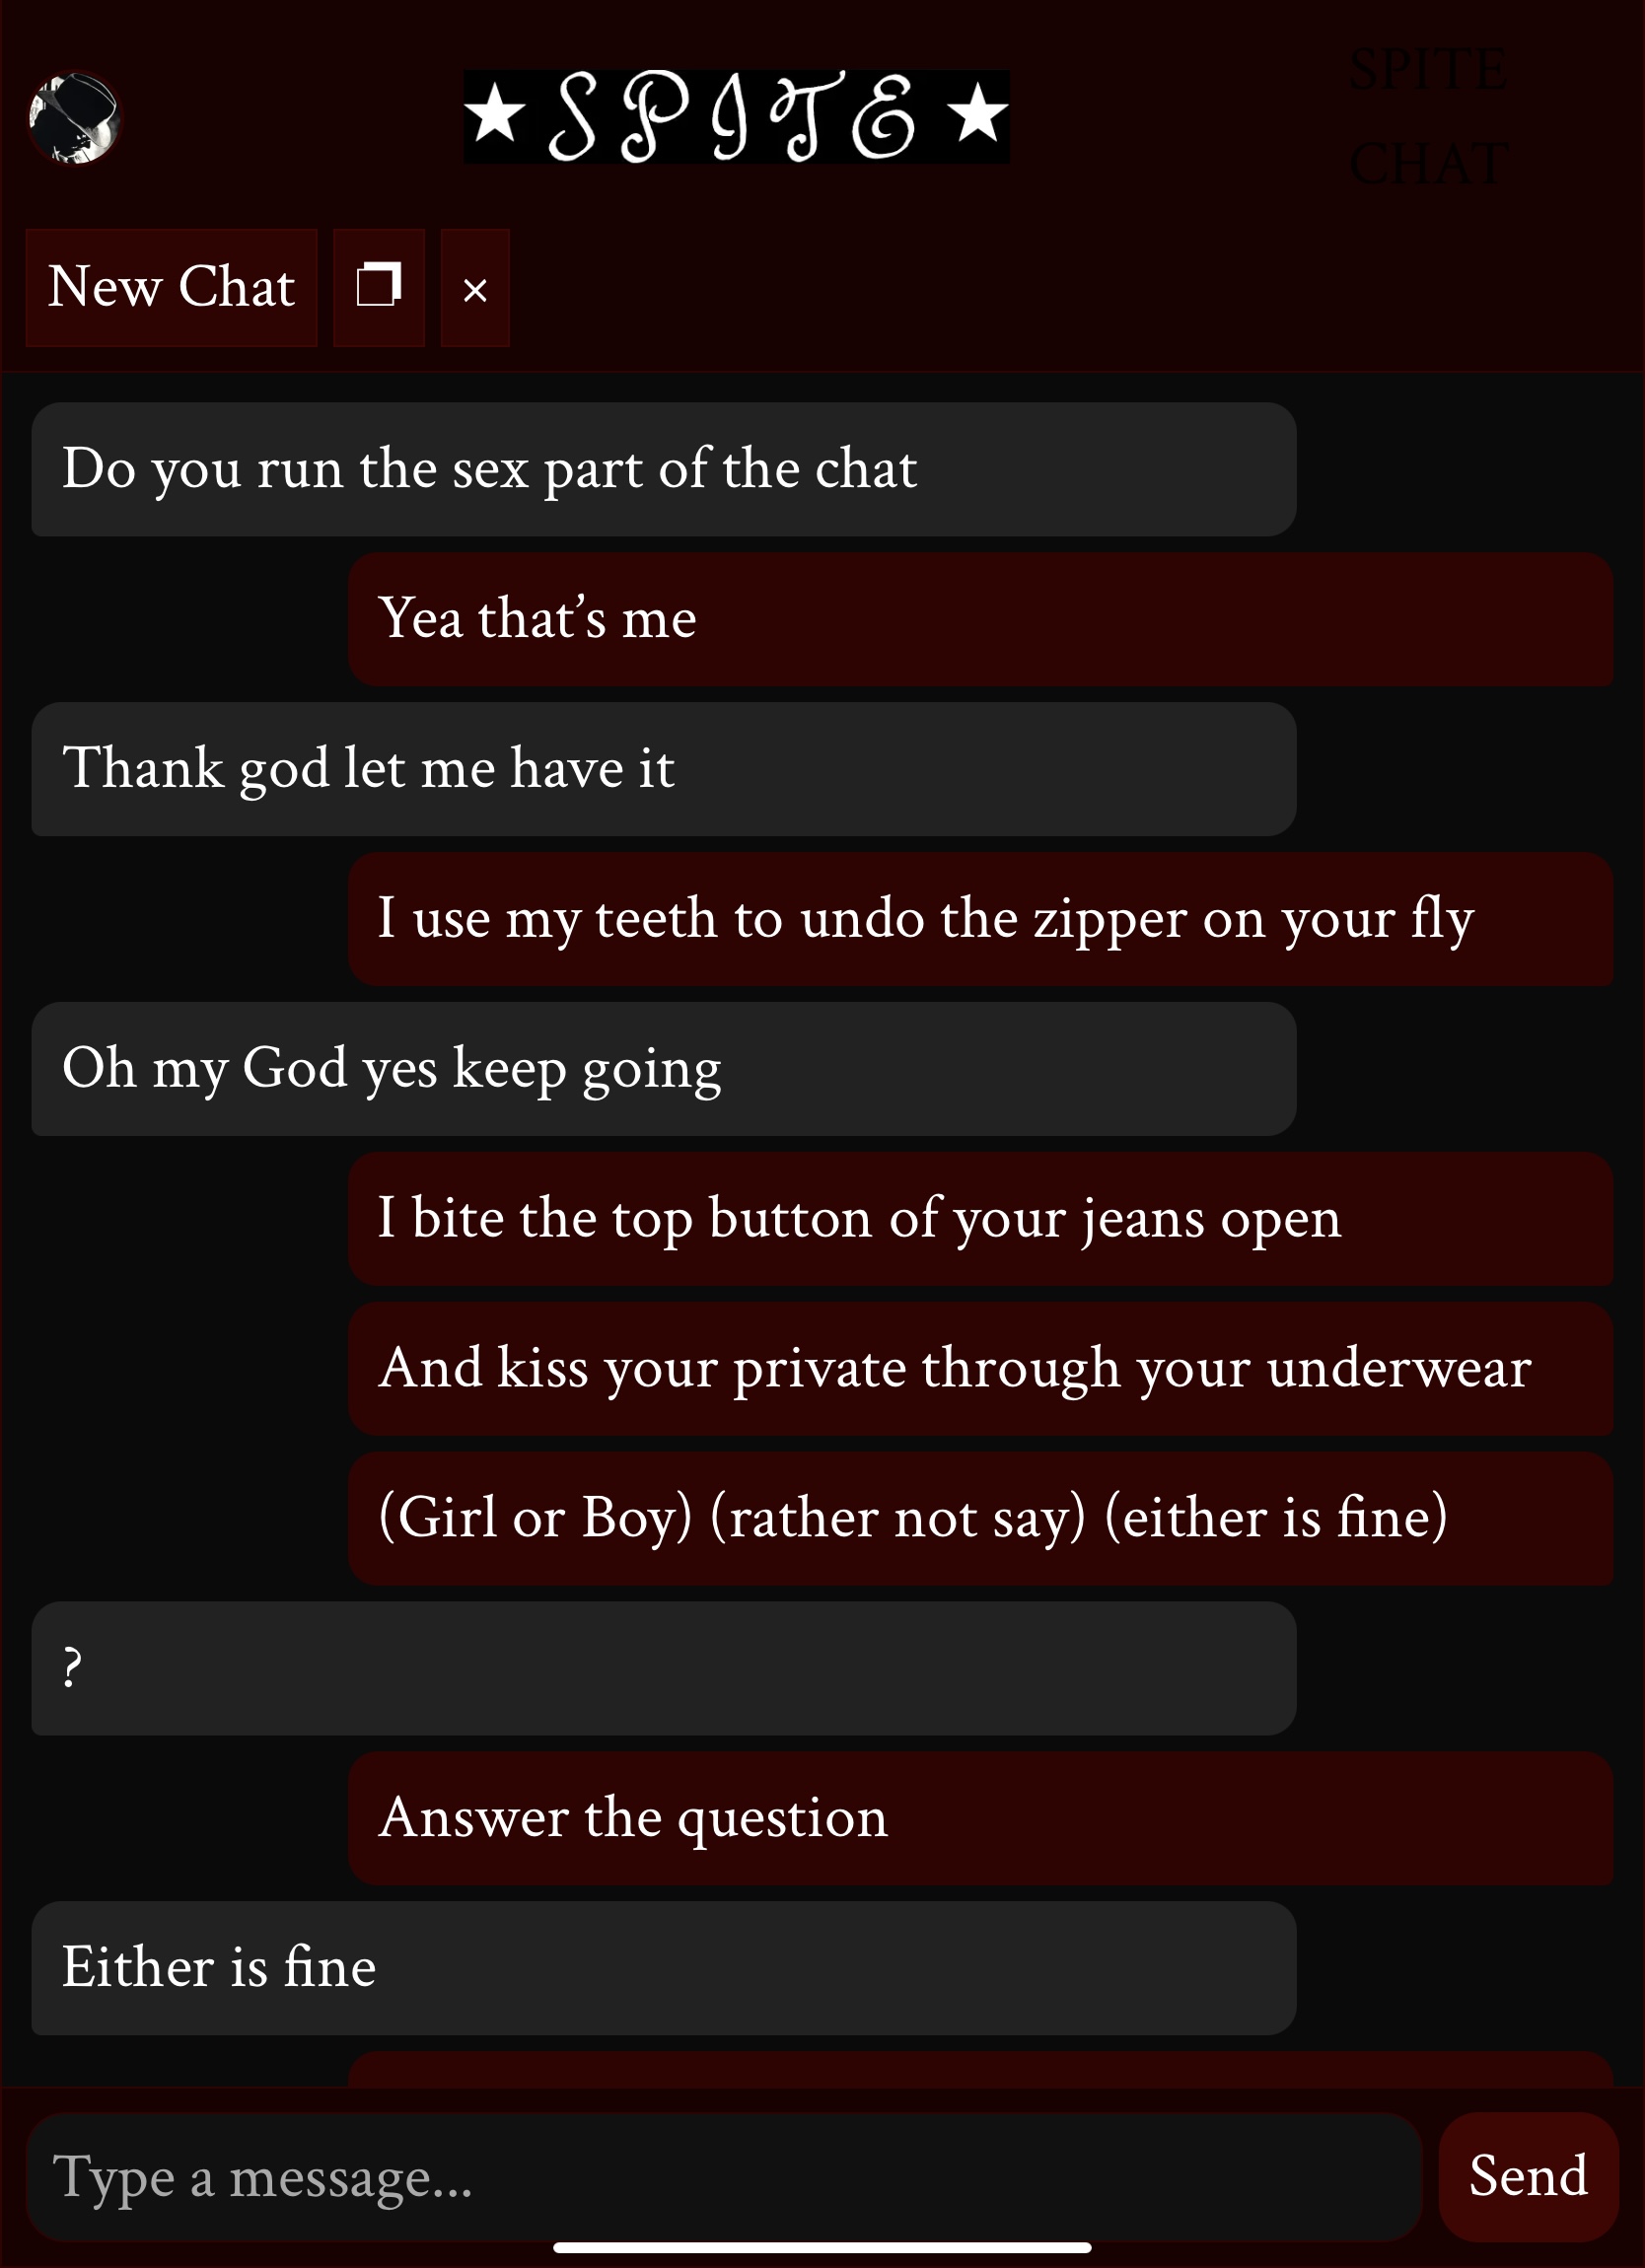 ★ SPITE ★
SPITE
CHAT
New Chat
×
Do you run the sex part of the chat
Yea that’s me
Thank god let me have it
I use my teeth to undo the zipper on your fly
Oh my God yes keep going
I bite the top button of your jeans open
And kiss your private through your underwear
(Girl or Boy) (rather not say) (either is fine)
?
Answer the question
Either is fine
Type a message...
Send